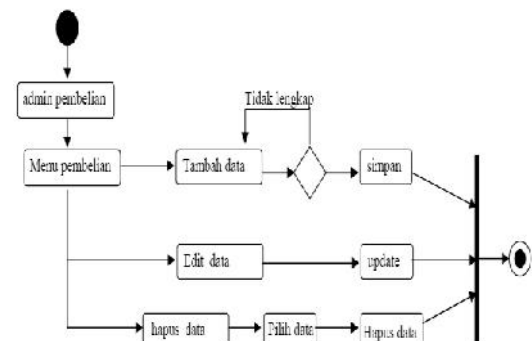 admin pembelian
Tidak lengkap
Menu pembelian
Tambah data
simpan
Edit data
update
hapus data
Pilih data
Hapus data